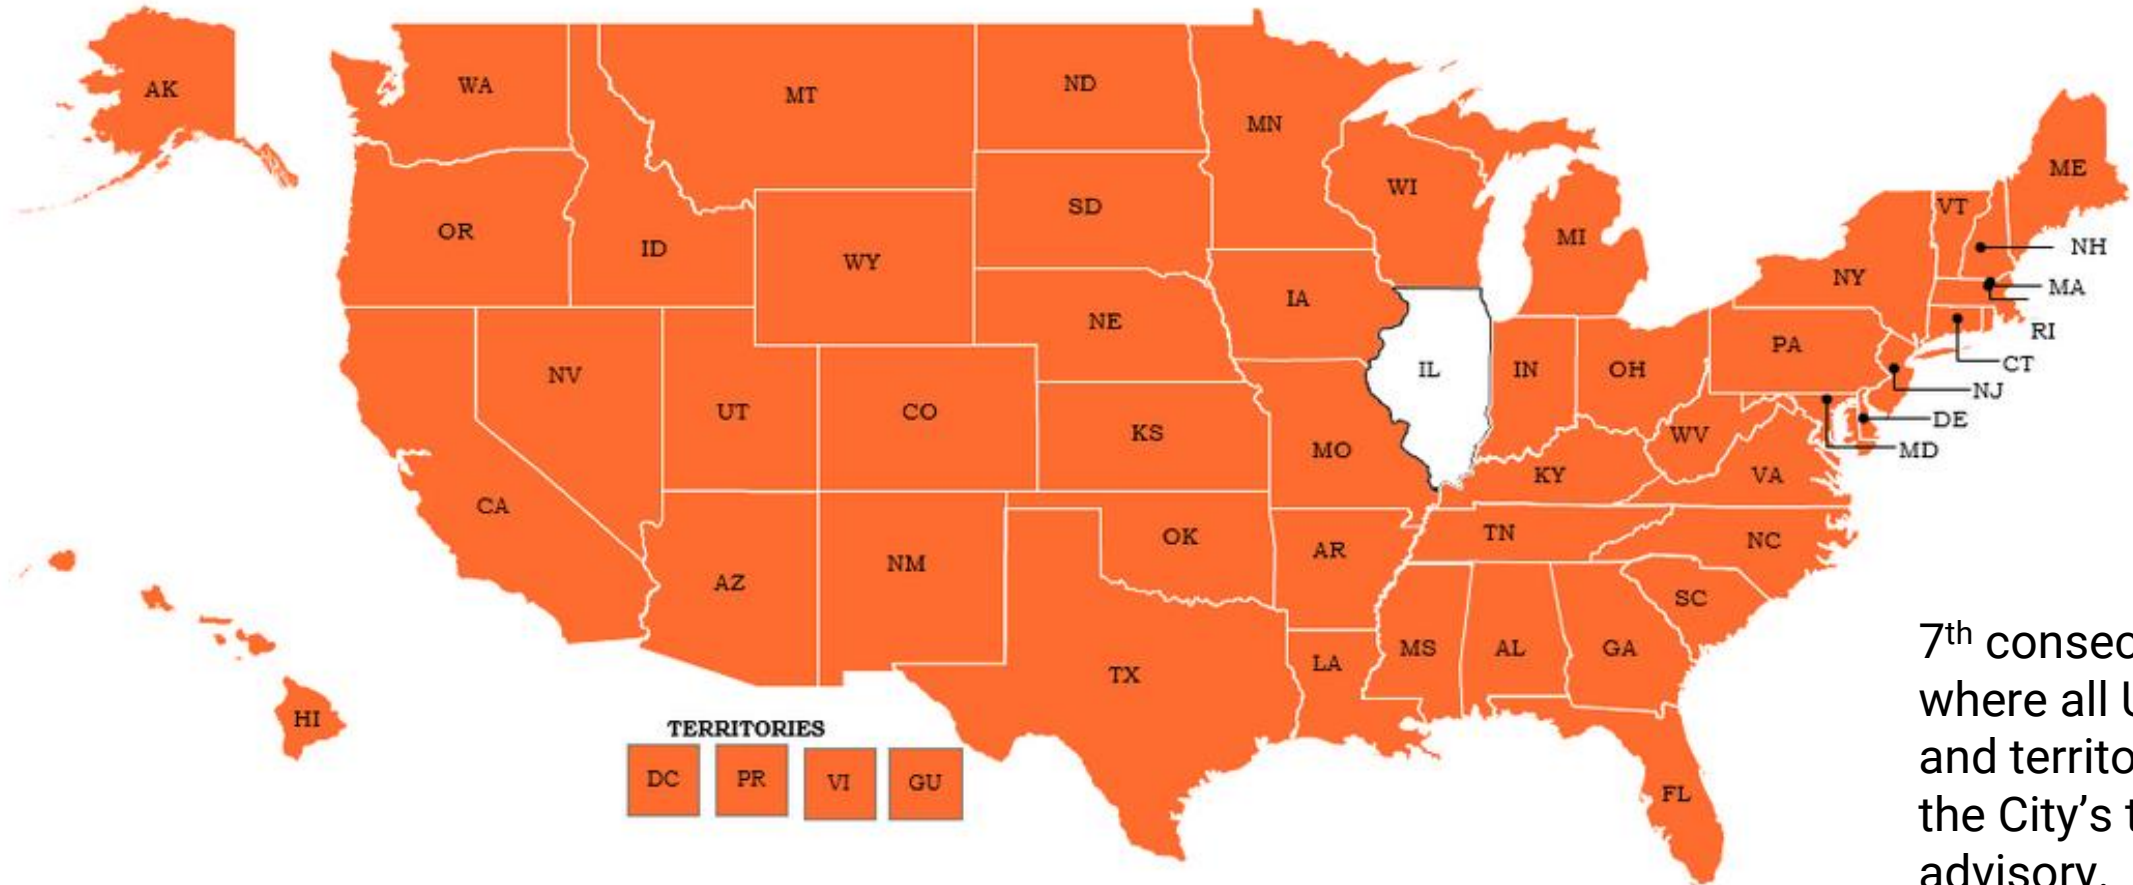 AK
WA
MT
ND
MN
ME
OR
ID
WY
SD
WI
MI
VT
NH
NY
MA
RI
IA
NE
PA
CT
NJ
NV
UT
CO
KS
MO
IL
IN
OH
WV
DE
MD
VA
KY
CA
AZ
NM
OK
AR
TN
NC
SC
TX
LA
MS
AL
GA
FL
HI
TERRITORIES
DC PR VI GU
7th consec
where all U
and territo
the City's t
advisory.